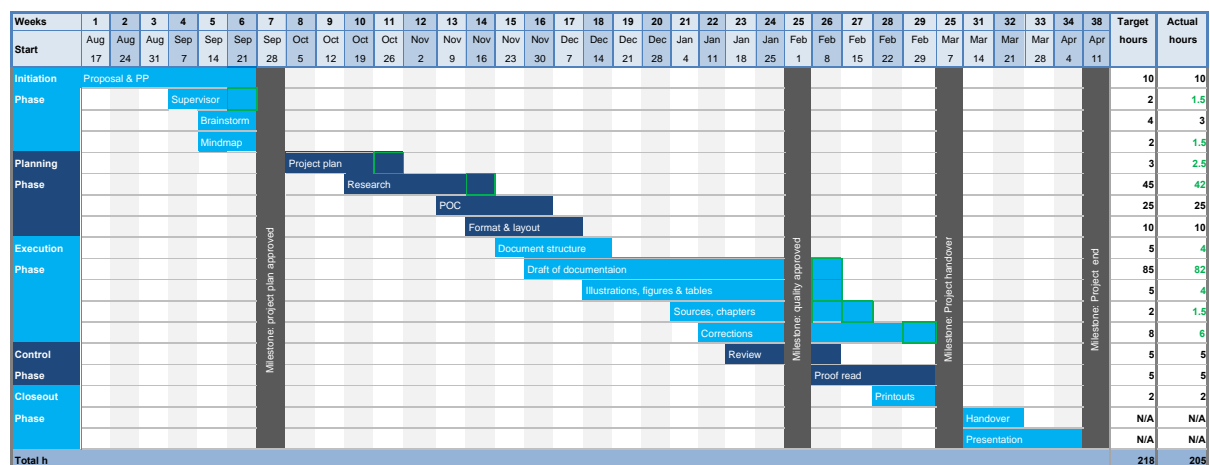 Weeks 1 2 3 4 5 6 7 8 9 10 11 12 13 14 15 16 17 18 19 20 21 22 23 24 25 26 27 28 29 25 31 32 33 34 38 Target Actual
Start Aug Aug Aug Sep Sep Sep Sep Oct Oct Oct Oct Nov Nov Nov Nov Nov Dec Dec Dec Dec Jan Jan Jan Jan Feb Feb Feb Feb Feb Mar Mar Mar Mar Apr Apr hours hours
17 24 31 7 14 21 28 5 12 19 26 2 9 16 23 30 7 14 21 28 4 11 18 25 1 8 15 22 29 7 14 21 28 4 11
Initiation Proposal & PP 10 10
Phase Supervisor 2 1.5
Brainstorm 4 3
Mindmap 2 1.5
Planning Project plan 3 2.5
Phase Research 45 42
POC 25 25
Format & layout 10 10
Execution Document structure 5 4
Phase Draft of documentaion 85 82
Illustrations, figures & tables 5 4
Sources, chapters 2 1.5
Corrections 8 6
Control Review 5 5
Phase Proof read 5 5
Closeout Printouts 2 2
Phase Handover N/A N/A
Presentation N/A N/A
Total h 218 205
Milestone: project plan approved
Milestone: quality approved
Milestone: Project handover
Milestone: Project end